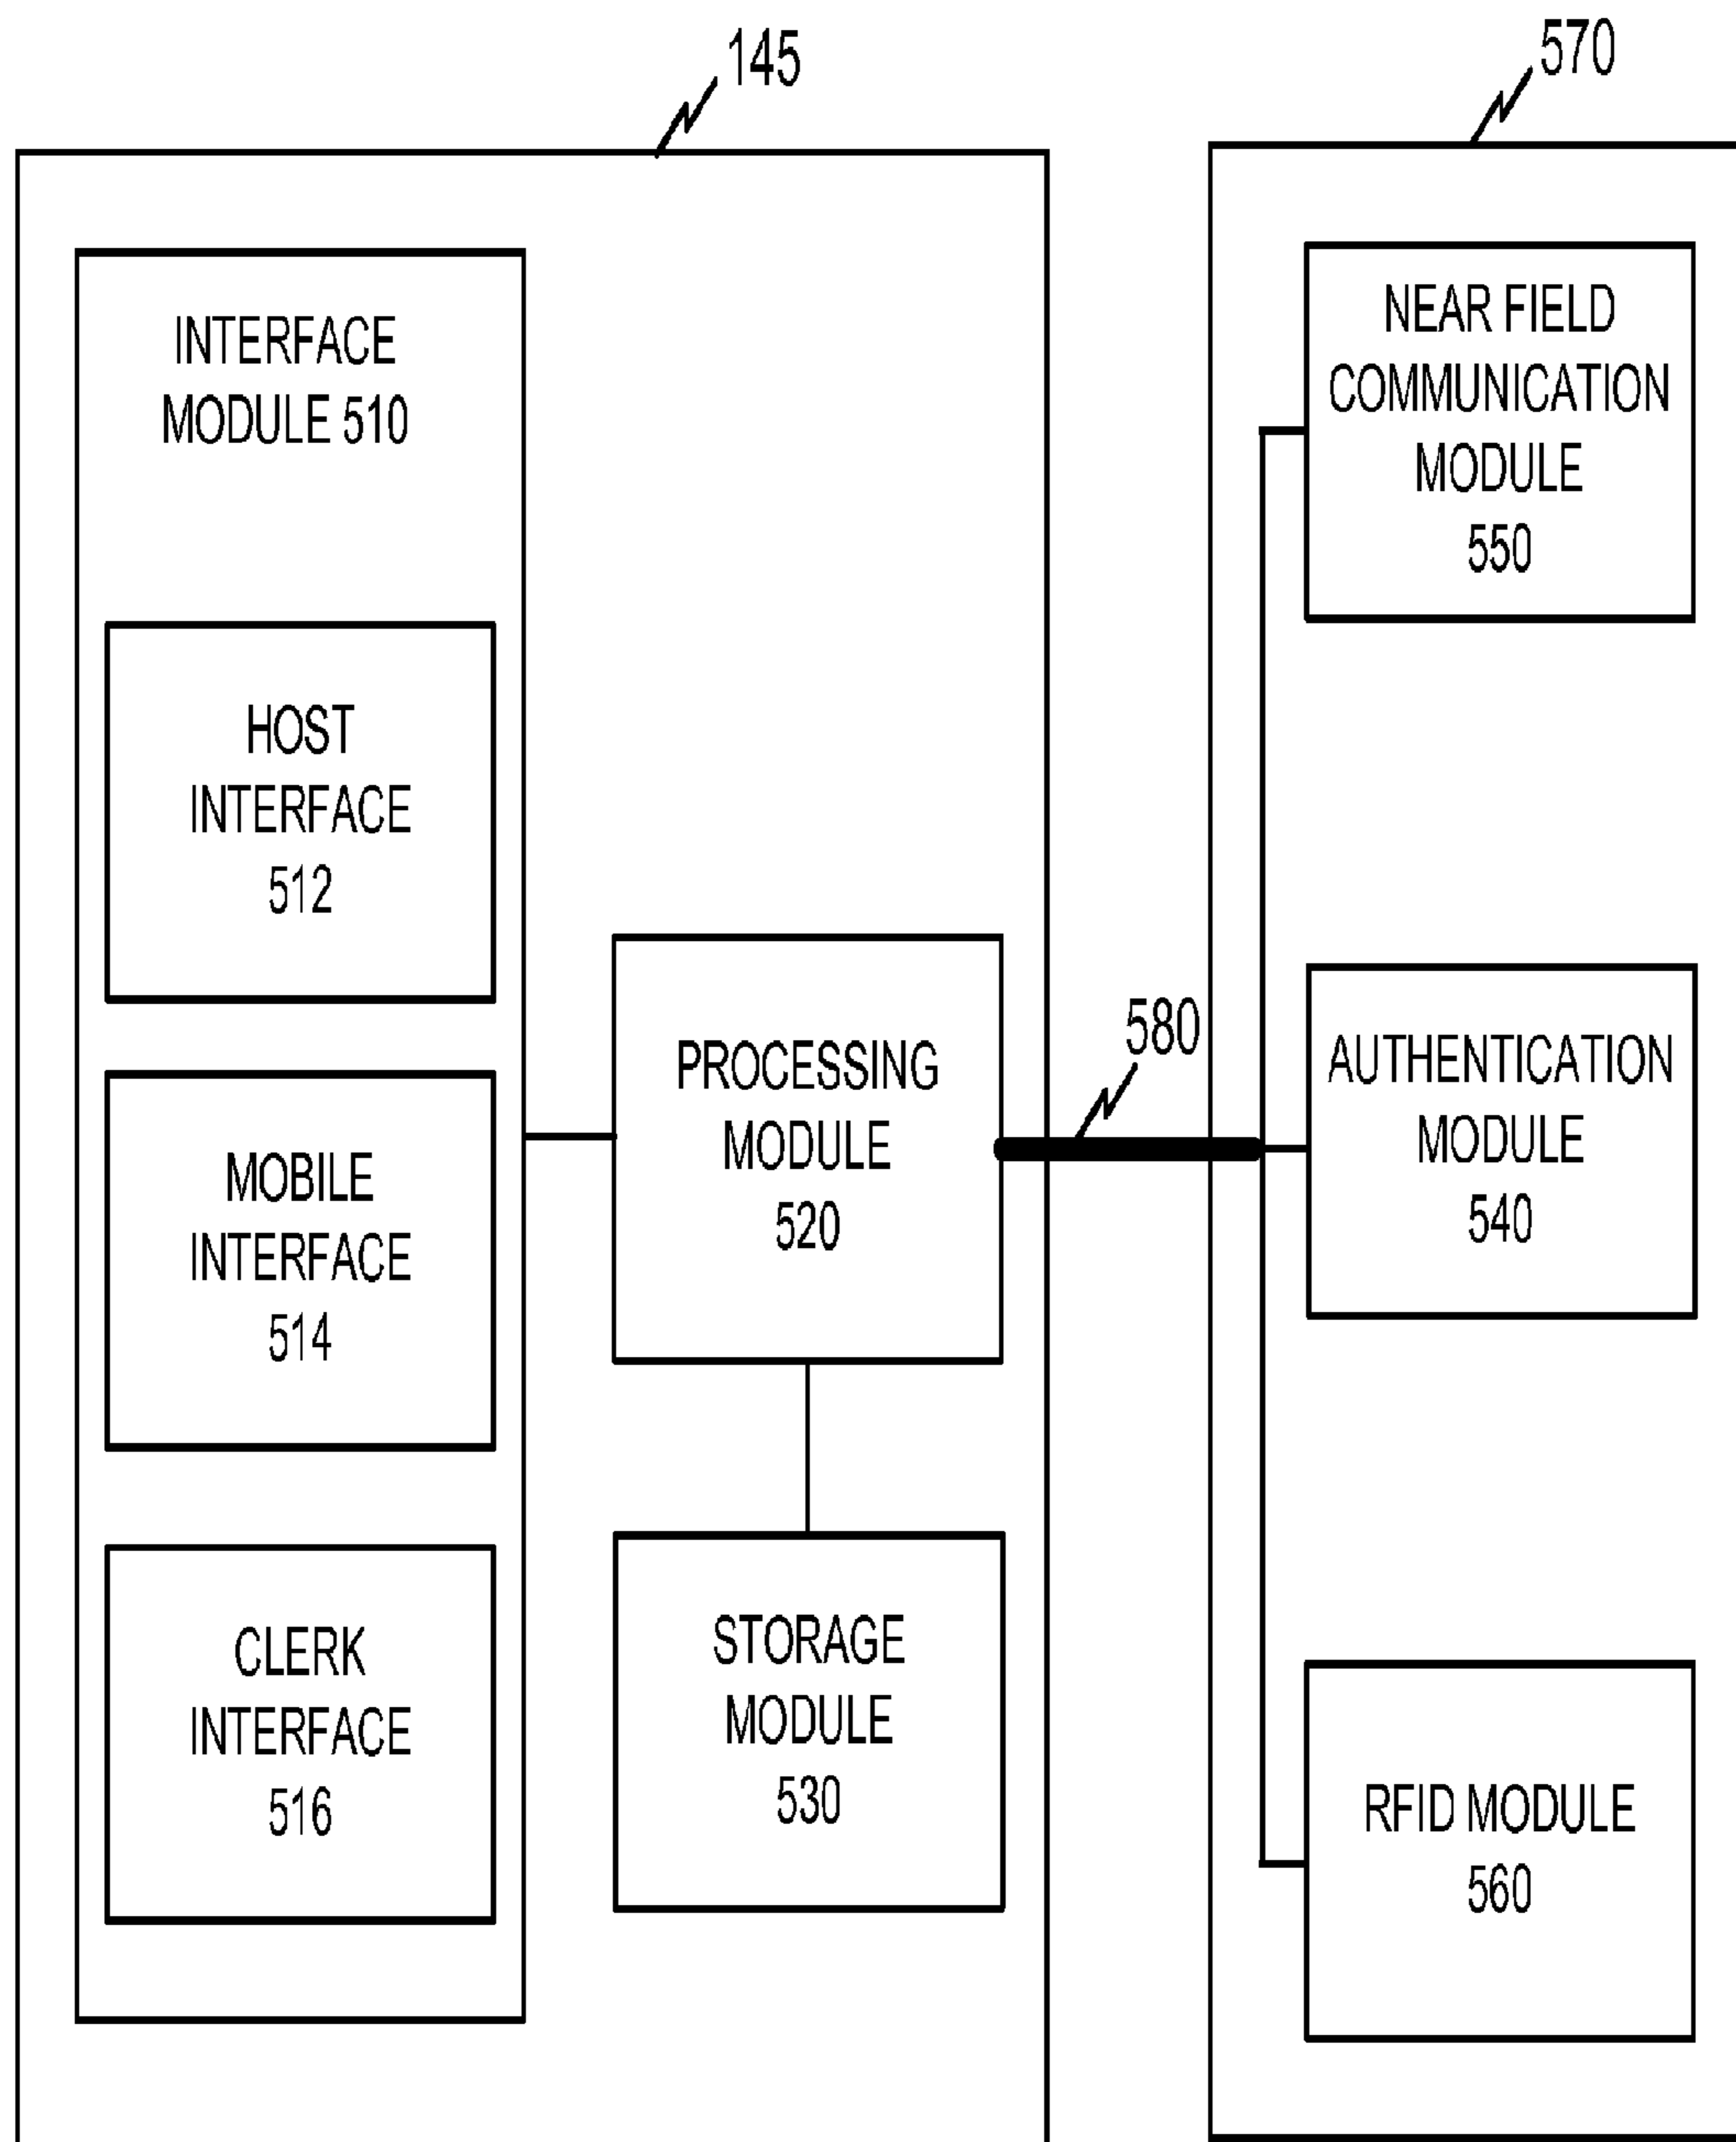 145
570
INTERFACE
MODULE 510
HOST
INTERFACE
512
MOBILE
INTERFACE
514
CLERK
INTERFACE
516
PROCESSING
MODULE
520
STORAGE
MODULE
530
580
NEAR FIELD
COMMUNICATION
MODULE
550
AUTHENTICATION
MODULE
540
RFID MODULE
560